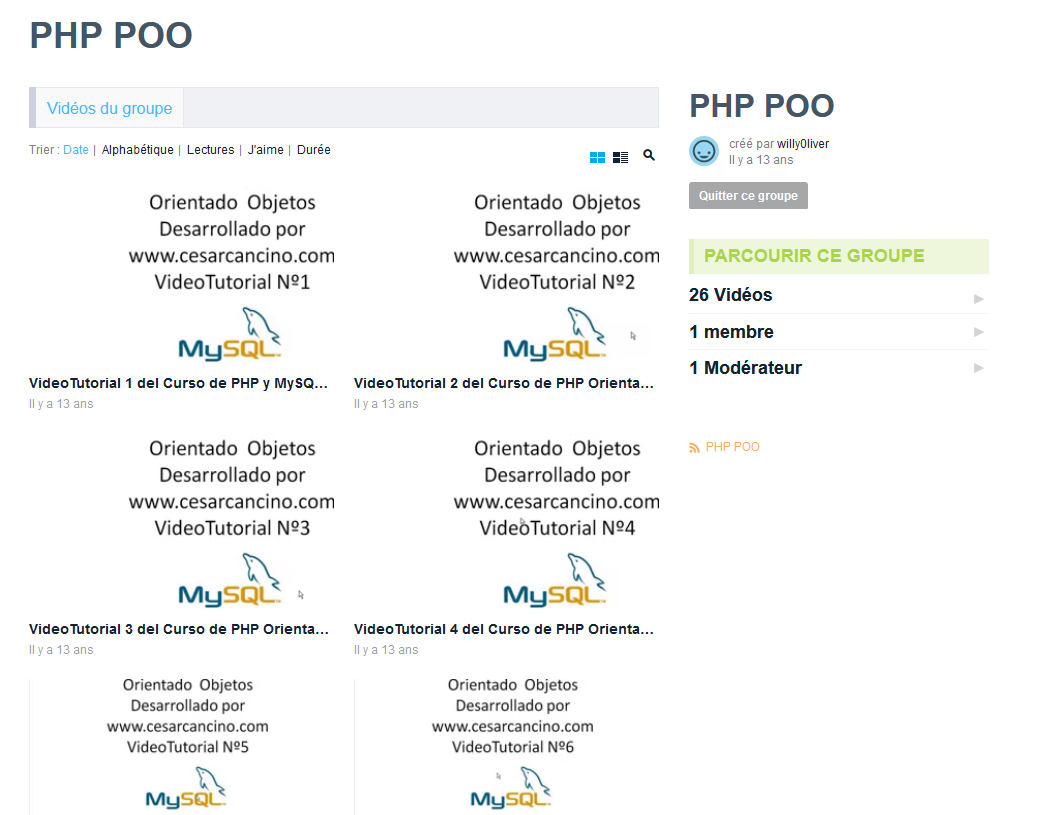 PHP POO
Vidéos du groupe
Trier : Date | Alphabétique | Lectures | J'aime | Durée
Orientado Objetos
Desarrollado por
www.cesarcancino.com
VideoTutorial Nº1
MySQL
VideoTutorial 1 del Curso de PHP y MySQ...
Il y a 13 ans
Orientado Objetos
Desarrollado por
www.cesarcancino.com
VideoTutorial Nº2
MySQL
VideoTutorial 2 del Curso de PHP Orienta...
Il y a 13 ans
Orientado Objetos
Desarrollado por
www.cesarcancino.com
VideoTutorial Nº3
MySQL
VideoTutorial 3 del Curso de PHP Orienta...
Il y a 13 ans
Orientado Objetos
Desarrollado por
www.cesarcancino.com
VideoTutorial Nº4
MySQL
VideoTutorial 4 del Curso de PHP Orienta...
Il y a 13 ans
Orientado Objetos
Desarrollado por
www.cesarcancino.com
VideoTutorial Nº5
MySQL
Orientado Objetos
Desarrollado por
www.cesarcancino.com
VideoTutorial Nº6
MySQL
PHP POO
créé par willy0liver
Il y a 13 ans
Quitter ce groupe
PARCOURIR CE GROUPE
26 Vidéos
1 membre
1 Modérateur
PHP POO